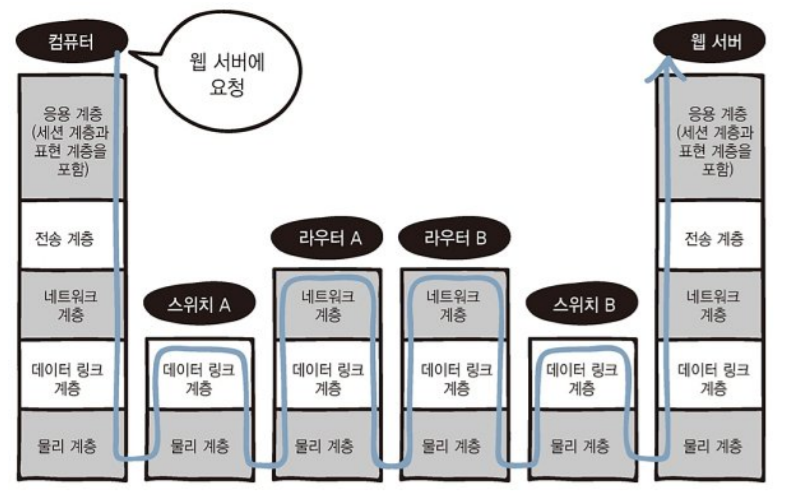 컴퓨터
웹 서버에
요청
웹 서버
응용 계층
(세션 계층과
표현 계층을
포함)
전송 계층
네트워크
계층
데이터 링크
계층
물리 계층
스위치 A
데이터 링크
계층
물리 계층
라우터 A
네트워크
계층
데이터 링크
계층
물리 계층
라우터 B
네트워크
계층
데이터 링크
계층
물리 계층
스위치 B
데이터 링크
계층
물리 계층
응용 계층
(세션 계층과
표현 계층을
포함)
전송 계층
네트워크
계층
데이터 링크
계층
물리 계층